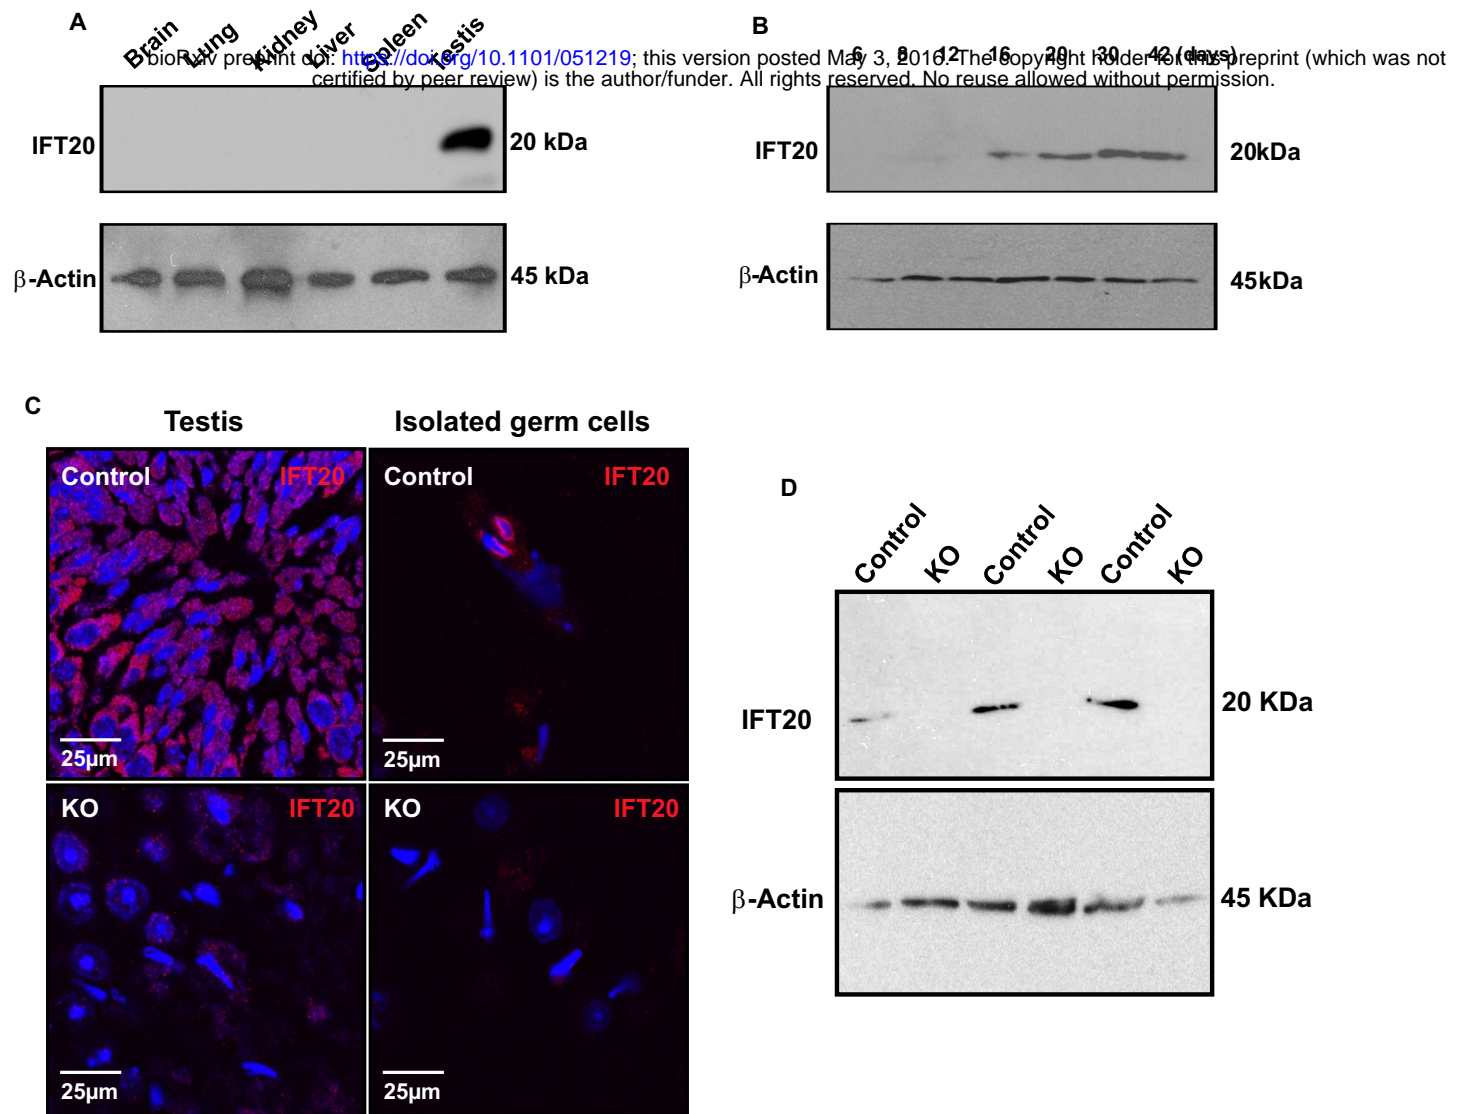 A
Brain Lung Kidney Liver Spleen Testis
bioRxiv preprint doi: https://doi.org/10.1101/051219; this version posted May 3, 2016. The copyright holder for this preprint (which was not
certified by peer review) is the author/funder. All rights reserved. No reuse allowed without permission.
IFT20
20 kDa
β-Actin
45 kDa
B
6 8 12 16 20 30 42 (days)
IFT20
20kDa
β-Actin
45kDa
C
Testis
Isolated germ cells
Control
IFT20
25µm
Control
IFT20
25µm
KO
IFT20
25µm
KO
IFT20
25µm
D
Control KO Control KO Control KO
IFT20
20 KDa
β-Actin
45 KDa